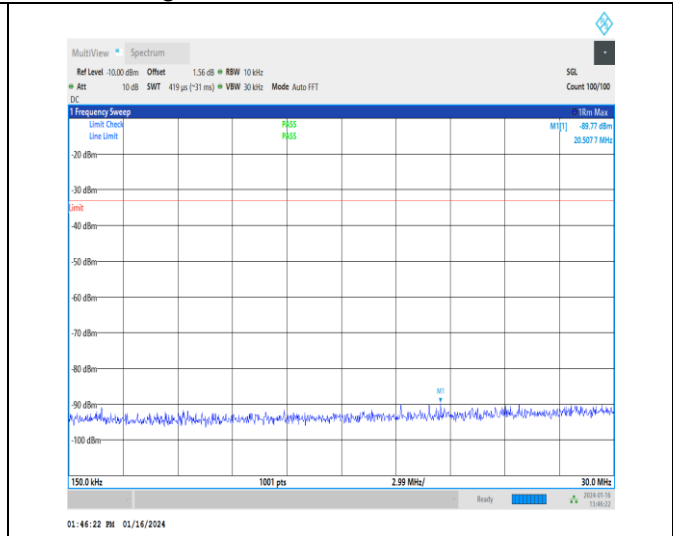 MultiView Spectrum
Ref Level -10.00 dBm Offset 1.56 dB RBW 10 kHz SGL
Att 10 dB SWT 419 µs (~31 ms) VBW 30 kHz Mode Auto FFT Count 100/100
DC
1 Frequency Sweep 1Rm Max
Limit Check PASS M1[1] -89.77 dBm
Line Limit PASS 20.507 7 MHz
-20 dBm
-30 dBm
Limit
-40 dBm
-50 dBm
-60 dBm
-70 dBm
-80 dBm
M1
-90 dBm
-100 dBm
150.0 kHz 1001 pts 2.99 MHz/ 30.0 MHz
Ready 2024-01-16
13:46:22
01:46:22 PM 01/16/2024